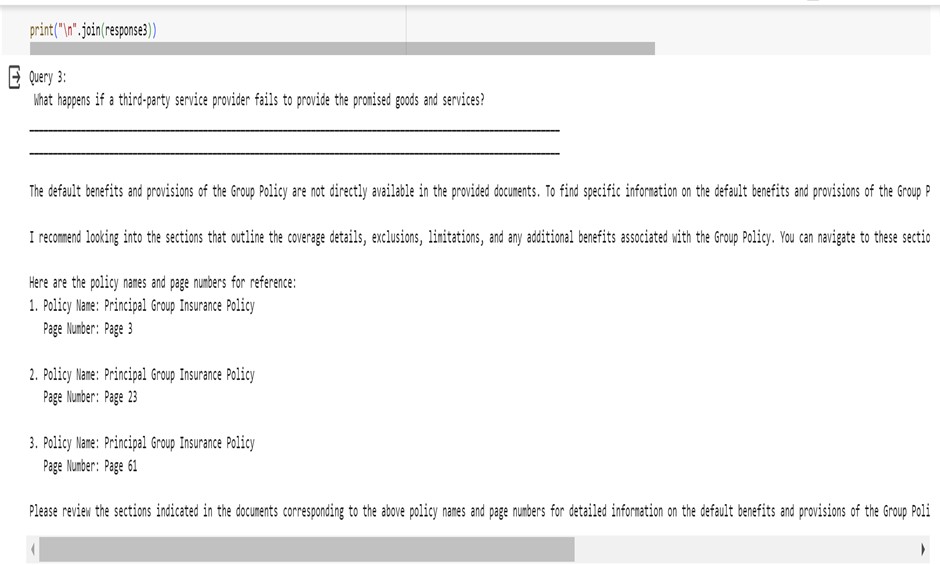 print("\n".join(response3))
Query 3:
What happens if a third-party service provider fails to provide the promised goods and services?
The default benefits and provisions of the Group Policy are not directly available in the provided documents. To find specific information on the default benefits and provisions of the Group P
I recommend looking into the sections that outline the coverage details, exclusions, limitations, and any additional benefits associated with the Group Policy. You can navigate to these sectio
Here are the policy names and page numbers for reference:
1. Policy Name: Principal Group Insurance Policy
Page Number: Page 3
2. Policy Name: Principal Group Insurance Policy
Page Number: Page 23
3. Policy Name: Principal Group Insurance Policy
Page Number: Page 61
Please review the sections indicated in the documents corresponding to the above policy names and page numbers for detailed information on the default benefits and provisions of the Group Poli